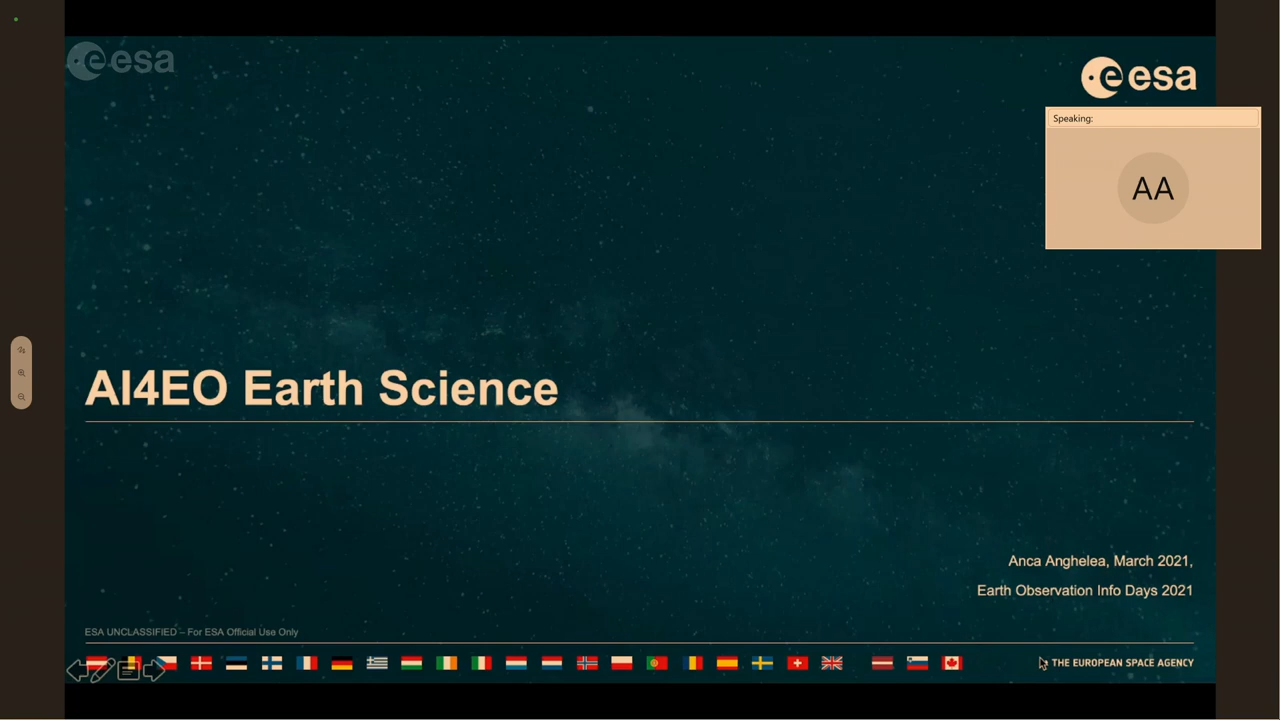 esa
esa
Speaking:
AA
AI4EO Earth Science
Anca Anghelea, March 2021,
Earth Observation Info Days 2021
ESA UNCLASSIFIED – For ESA Official Use Only
THE EUROPEAN SPACE AGENCY